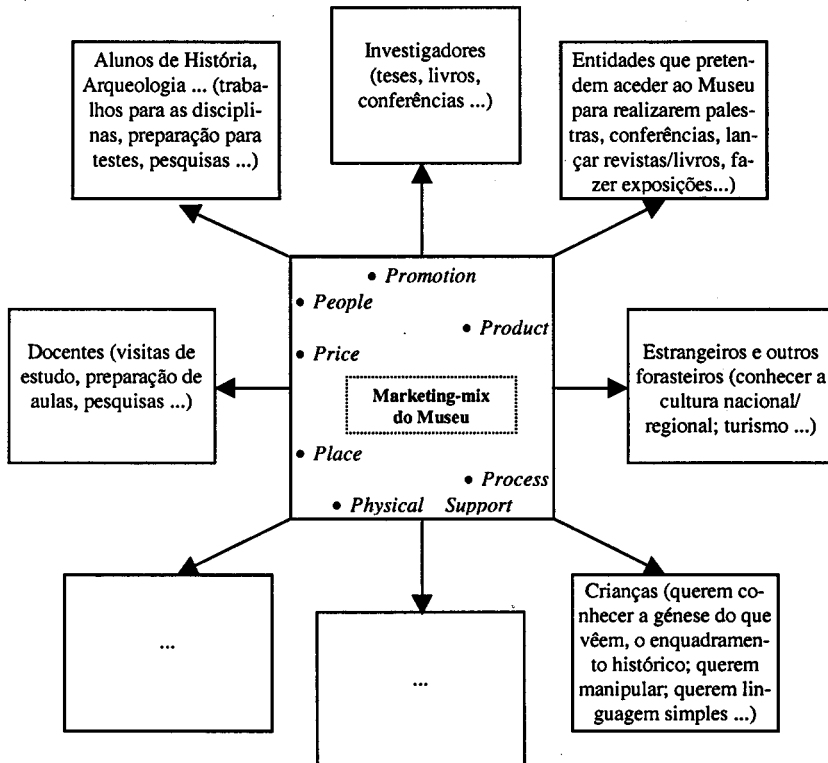 Alunos de História,
Arqueologia ... (traba-
lhos para as discipli-
nas, preparação para
testes, pesquisas ...)
Investigadores
(teses, livros,
conferências ...)
Entidades que preten-
dem aceder ao Museu
para realizarem pales-
tras, conferências, lan-
çar revistas/livros, fa-
zer exposições...)
• Promotion
• People
• Product
• Price
Marketing-mix
do Museu
• Place
• Process
• Physical Support
Docentes (visitas de
estudo, preparação de
aulas, pesquisas ...)
Estrangeiros e outros
forasteiros (conhecer a
cultura nacional/
regional; turismo ...)
...
...
Crianças (querem co-
nhecer a génese do que
vêem, o enquadramen-
to histórico; querem
manipular; querem lin-
guagem simples ...)